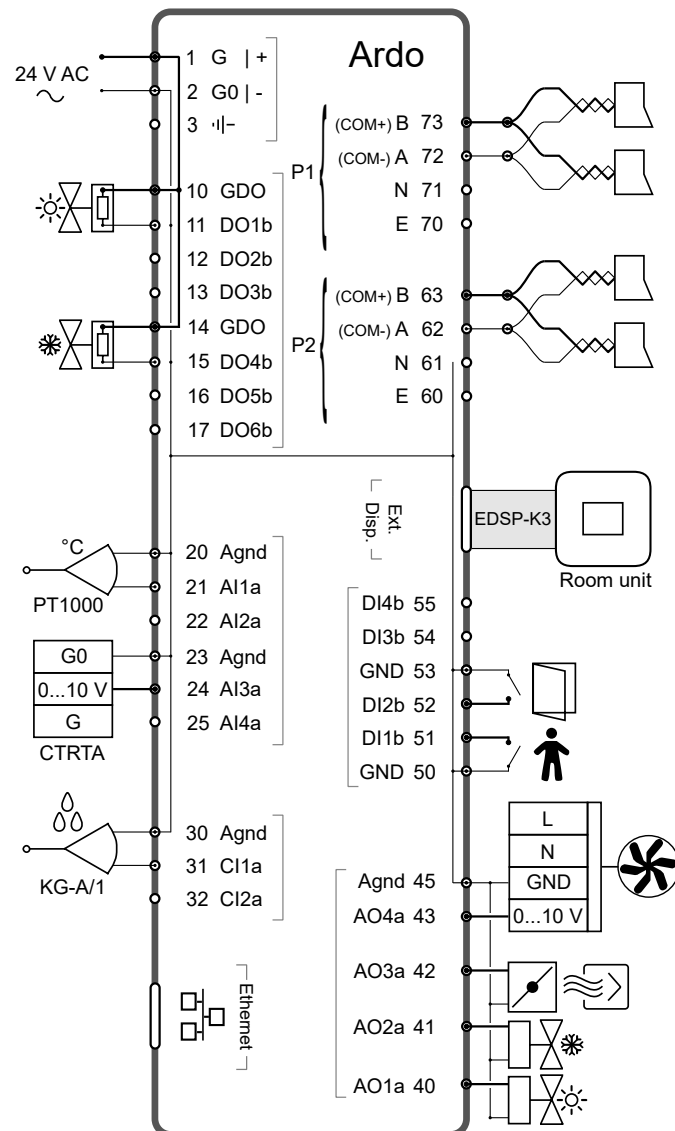 Ardo
24 V AC
1 G | +
2 G0 | -
3
10 GDO
11 DO1b
12 DO2b
13 DO3b
14 GDO
15 DO4b
16 DO5b
17 DO6b
°C
PT1000
20 Agnd
21 AI1a
22 AI2a
23 Agnd
24 AI3a
25 AI4a
G0
0...10 V
G
CTRTA
KG-A/1
30 Agnd
31 CI1a
32 CI2a
Ethernet
P1
(COM+) B 73
(COM-) A 72
N 71
E 70
P2
(COM+) B 63
(COM-) A 62
N 61
E 60
Ext.
Disp.
EDSP-K3
Room unit
DI4b 55
DI3b 54
GND 53
DI2b 52
DI1b 51
GND 50
Agnd 45
AO4a 43
AO3a 42
AO2a 41
AO1a 40
L
N
GND
0...10 V